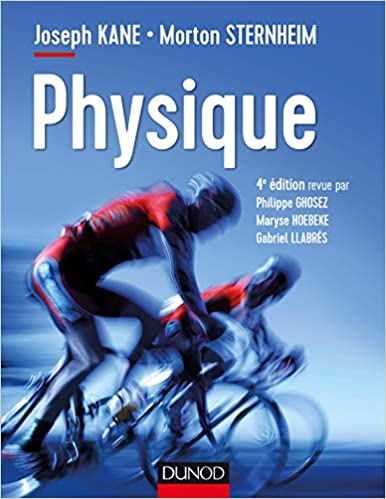 Joseph KANE • Morton STERNHEIM
Physique
4e édition revue par
Philippe GHOSEZ
Maryse HOEBEKE
Gabriel LLABRÉS
DUNOD